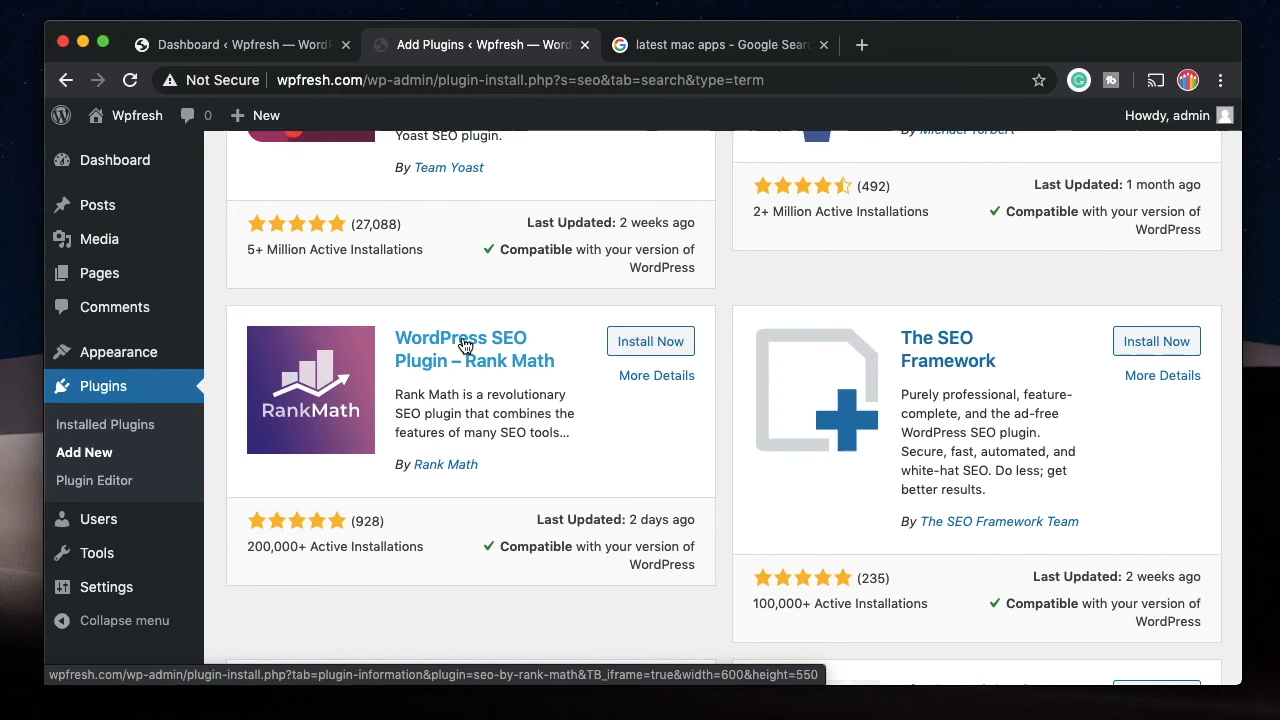 Dashboard ‹ Wpfresh — WordP
Add Plugins ‹ Wpfresh — Word
latest mac apps - Google Sear
Not Secure
wpfresh.com/wp-admin/plugin-install.php?s=seo&tab=search&type=term
Wpfresh
0
New
Howdy, admin
Dashboard
Posts
Media
Pages
Comments
Appearance
Plugins
Installed Plugins
Add New
Plugin Editor
Users
Tools
Settings
Collapse menu
Yoast SEO plugin.
By Team Yoast
(27,088)
Last Updated: 2 weeks ago
5+ Million Active Installations
Compatible with your version of
WordPress
By Michael Torbert
(492)
Last Updated: 1 month ago
2+ Million Active Installations
Compatible with your version of
WordPress
RankMath
WordPress SEO
Plugin – Rank Math
Install Now
More Details
Rank Math is a revolutionary
SEO plugin that combines the
features of many SEO tools...
By Rank Math
(928)
Last Updated: 2 days ago
200,000+ Active Installations
Compatible with your version of
WordPress
The SEO
Framework
Install Now
More Details
Purely professional, feature-
complete, and the ad-free
WordPress SEO plugin.
Secure, fast, automated, and
white-hat SEO. Do less; get
better results.
By The SEO Framework Team
(235)
Last Updated: 2 weeks ago
100,000+ Active Installations
Compatible with your version of
WordPress
wpfresh.com/wp-admin/plugin-install.php?tab=plugin-information&plugin=seo-by-rank-math&TB_iframe=true&width=600&height=550